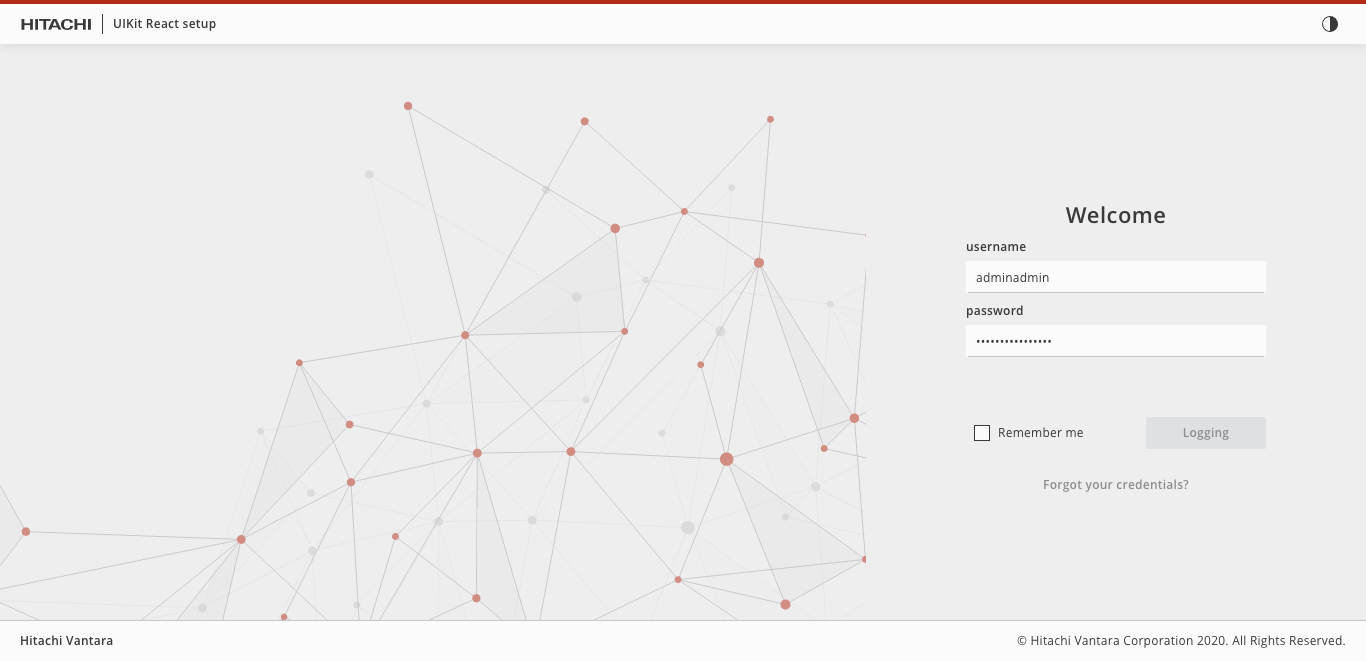 HITACHI UIKit React setup
Welcome
username
adminadmin
password
•••••••••••••••
Remember me
Logging
Forgot your credentials?
Hitachi Vantara
© Hitachi Vantara Corporation 2020. All Rights Reserved.